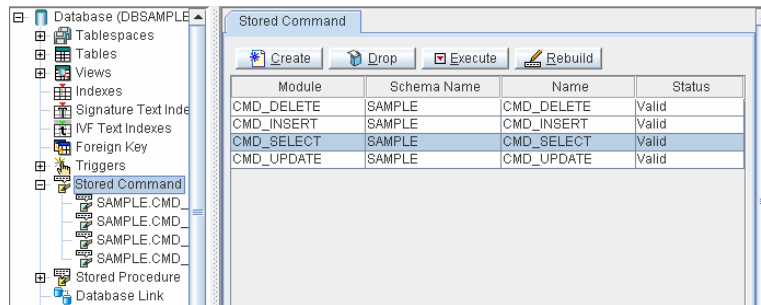 Database (DBSAMPLE
Tablespaces
Tables
Views
Indexes
Signature Text Inde
IVF Text Indexes
Foreign Key
Triggers
Stored Command
SAMPLE.CMD_
SAMPLE.CMD_
SAMPLE.CMD_
SAMPLE.CMD_
Stored Procedure
Database Link
Stored Command
Create Drop Execute Rebuild
Module Schema Name Name Status
CMD_DELETE SAMPLE CMD_DELETE Valid
CMD_INSERT SAMPLE CMD_INSERT Valid
CMD_SELECT SAMPLE CMD_SELECT Valid
CMD_UPDATE SAMPLE CMD_UPDATE Valid